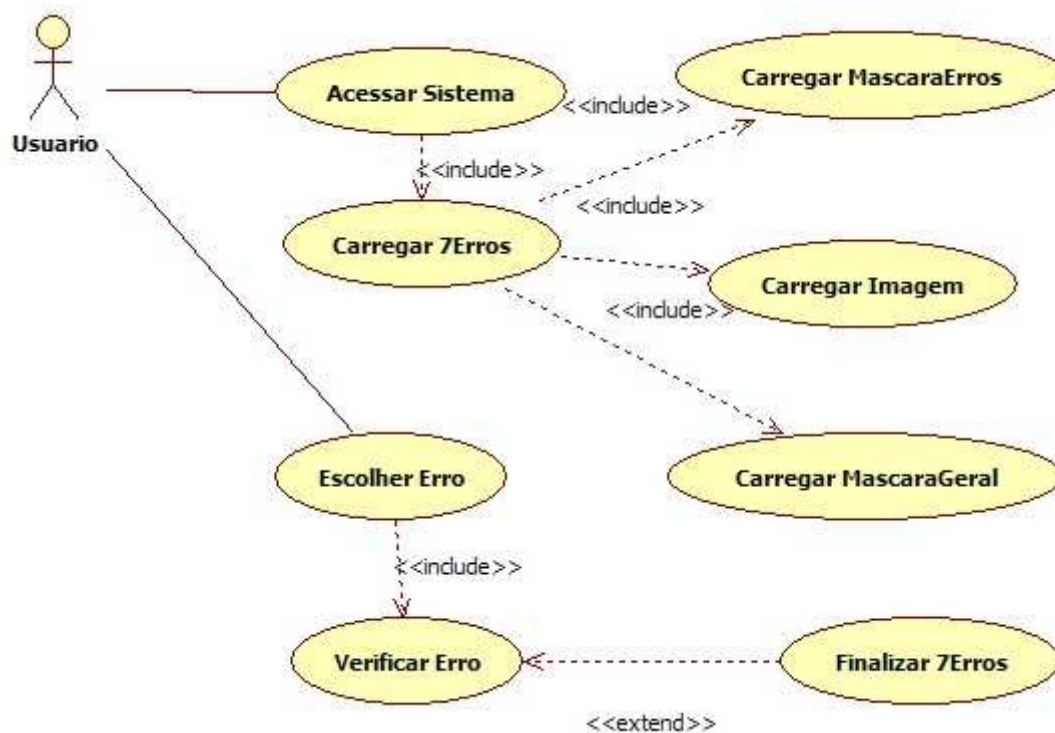 Usuario
Acessar Sistema
<<include>>
Carregar MascaraErros
<<include>>
Carregar 7Erros
<<include>>
Carregar Imagem
<<include>>
Escolher Erro
Carregar MascaraGeral
<<include>>
Verificar Erro
Finalizar 7Erros
<<extend>>